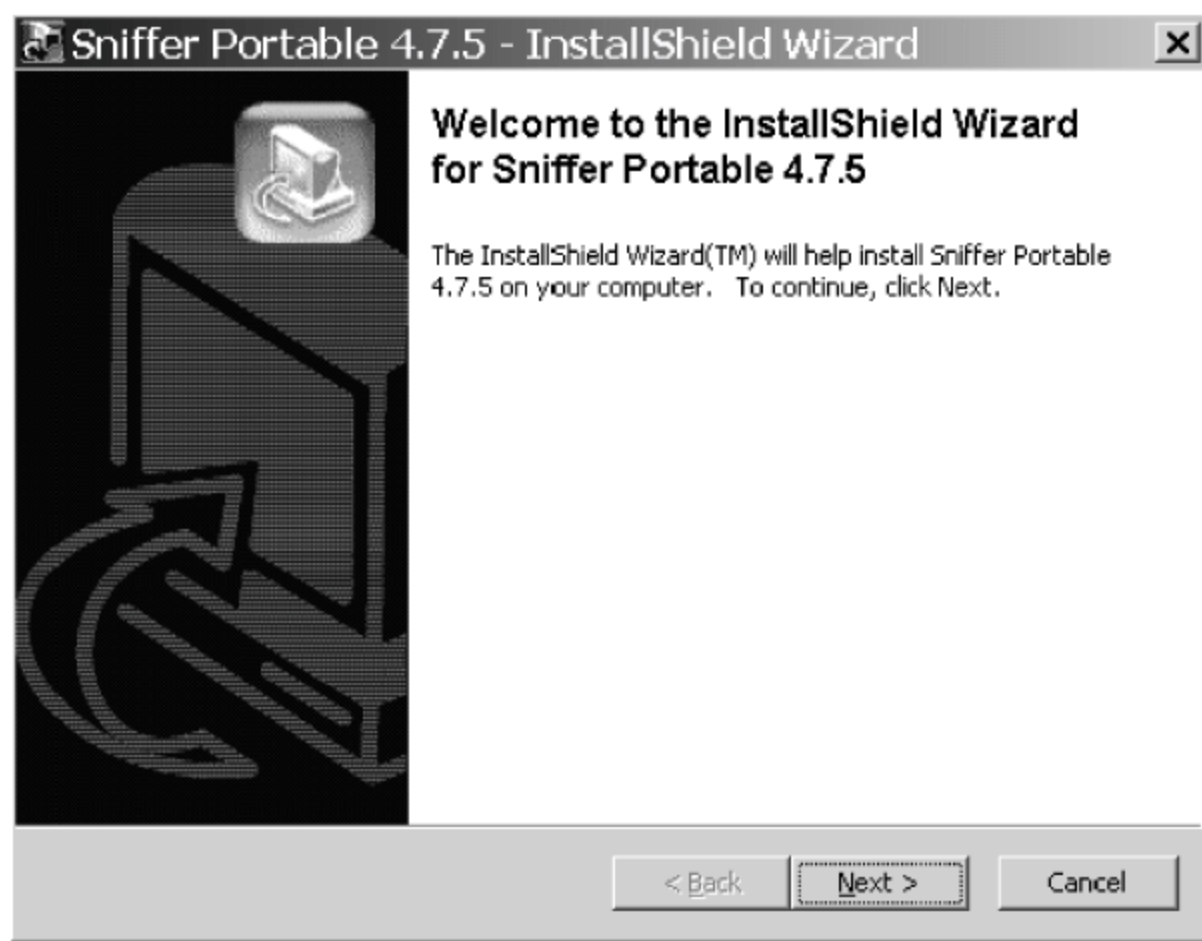 Sniffer Portable 4.7.5 - InstallShield Wizard
Welcome to the InstallShield Wizard
for Sniffer Portable 4.7.5
The InstallShield Wizard(TM) will help install Sniffer Portable
4.7.5 on your computer.   To continue, click Next.
< Back
Next >
Cancel